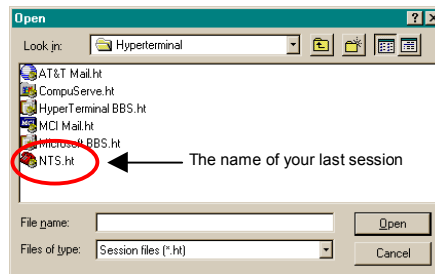 Open
Look in: Hyperterminal
AT&T Mail.ht
CompuServe.ht
HyperTerminal BBS.ht
MCI Mail.ht
Microsoft BBS.ht
NTS.ht
The name of your last session
File name:
Open
Files of type: Session files (*.ht)
Cancel